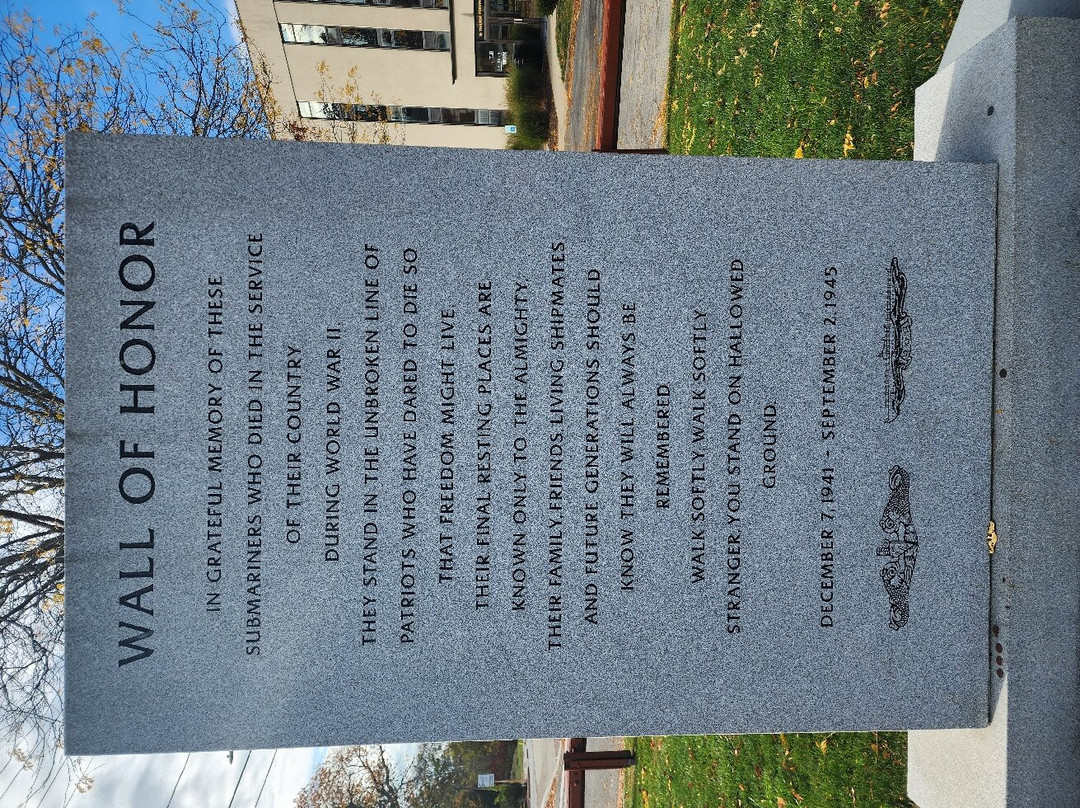 WALL OF HONOR
IN GRATEFUL MEMORY OF THESE
SUBMARINERS WHO DIED IN THE SERVICE
OF THEIR COUNTRY
DURING WORLD WAR II.
THEY STAND IN THE UNBROKEN LINE OF
PATRIOTS WHO HAVE DARED TO DIE SO
THAT FREEDOM MIGHT LIVE.
THEIR FINAL RESTING PLACES ARE
KNOWN ONLY TO THE ALMIGHTY.
THEIR FAMILY, FRIENDS, LIVING SHIPMATES
AND FUTURE GENERATIONS SHOULD
KNOW THEY WILL ALWAYS BE
REMEMBERED
WALK SOFTLY WALK SOFTLY
STRANGER YOU STAND ON HALLOWED
GROUND.
DECEMBER 7, 1941 - SEPTEMBER 2, 1945